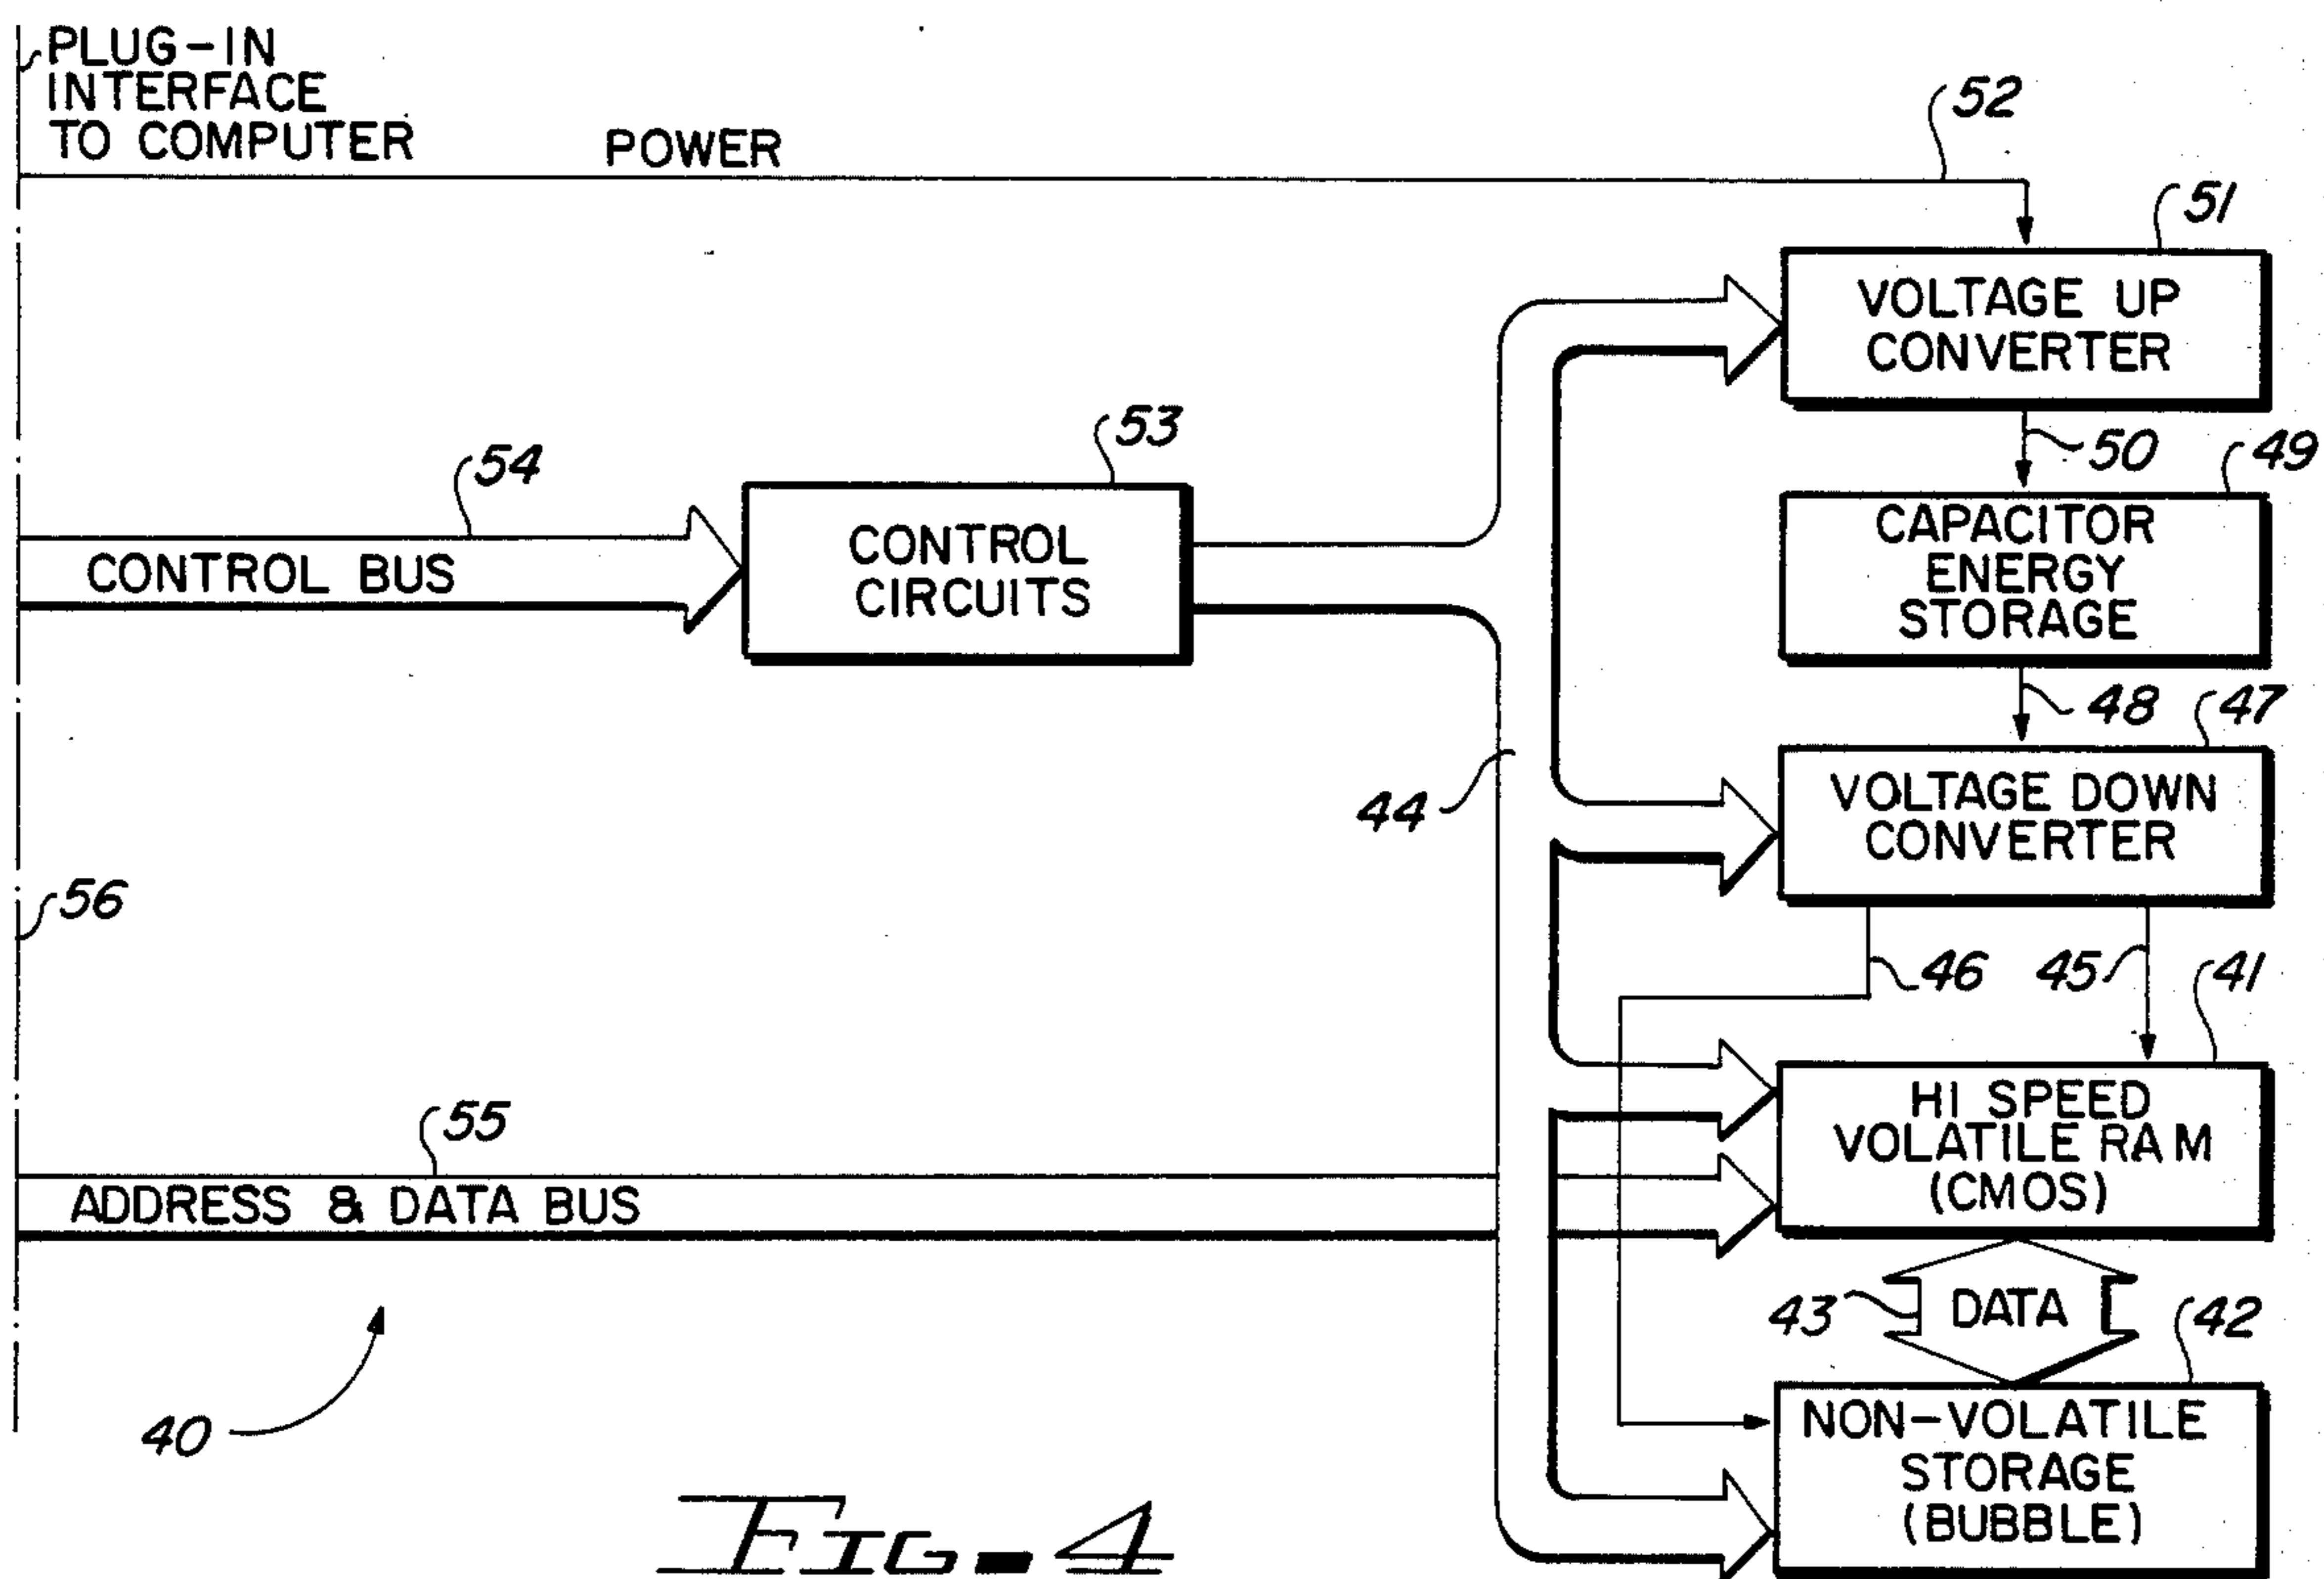 PLUG-IN
INTERFACE
TO COMPUTER
POWER
52
51
VOLTAGE UP
CONVERTER
50
49
54
CONTROL BUS
53
CONTROL
CIRCUITS
CAPACITOR
ENERGY
STORAGE
48
47
44
VOLTAGE DOWN
CONVERTER
56
46
45
41
55
ADDRESS & DATA BUS
HI SPEED
VOLATILE RAM
(CMOS)
43
DATA
42
40
NON-VOLATILE
STORAGE
(BUBBLE)
FIG-4